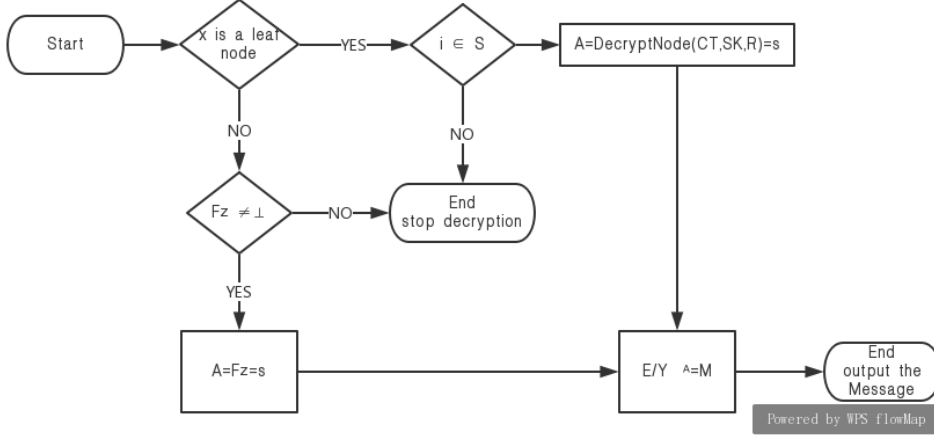 Start
x is a leaf
node
YES
i ∈ S
A=DecryptNode(CT,SK,R)=s
NO
NO
Fz ≠⊥
NO
End
stop decryption
YES
A=Fz=s
E/Y ᴬ=M
End
output the
Message
Powered by WPS flowMap